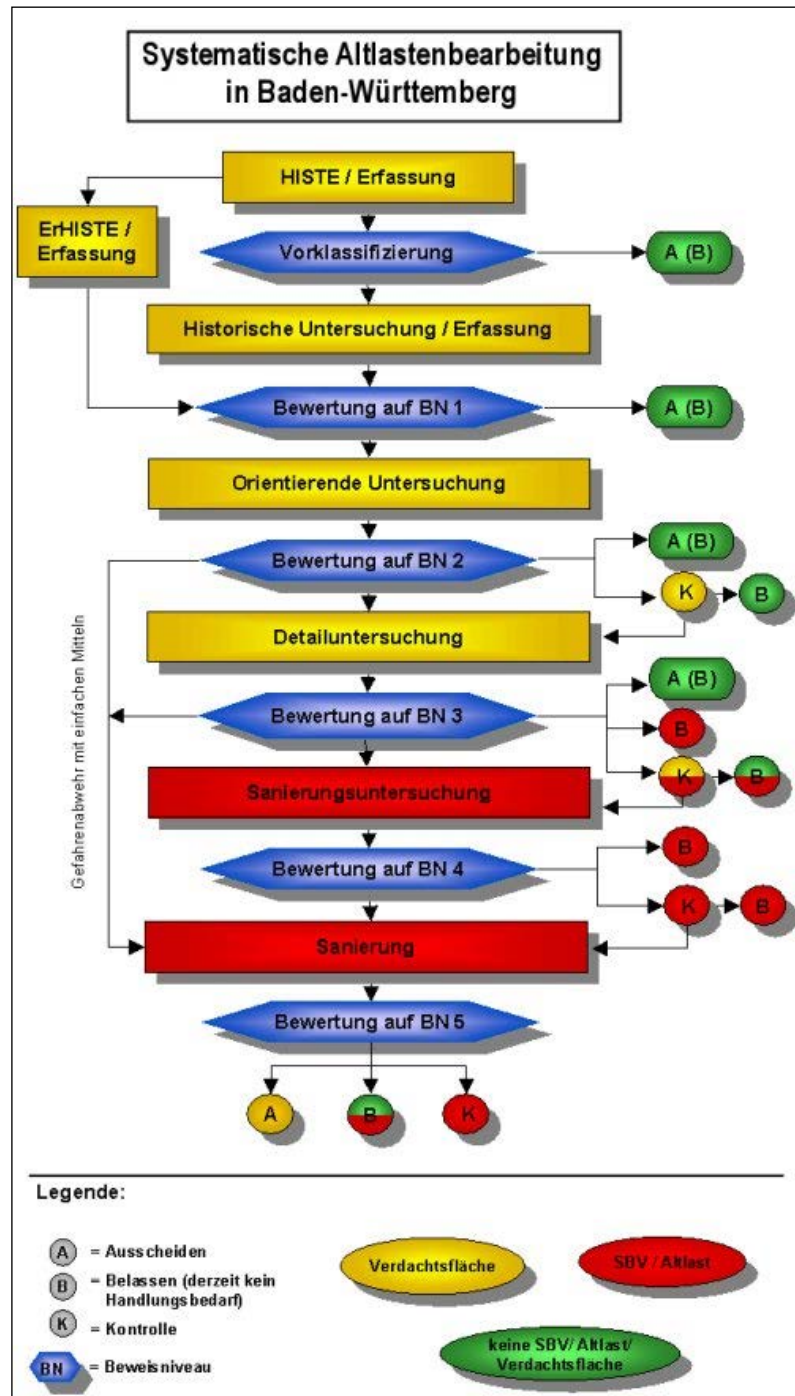 Systematische Altlastenbearbeitung
in Baden-Württemberg
HISTE / Erfassung
ErHISTE /
Erfassung
Vorklassifizierung
A (B)
Historische Untersuchung / Erfassung
Bewertung auf BN 1
A (B)
Orientierende Untersuchung
Bewertung auf BN 2
A (B)
K
B
Detailuntersuchung
Bewertung auf BN 3
A (B)
B
K
B
Gefahrenabwehr mit einfachen Mitteln
Sanierungsuntersuchung
Bewertung auf BN 4
B
K
B
Sanierung
Bewertung auf BN 5
A
B
K
Legende:
A = Ausscheiden
B = Belassen (derzeit kein
Handlungsbedarf)
K = Kontrolle
BN = Beweisniveau
Verdachtsfläche
SBV / Altlast
keine SBV/ Altlast/
Verdachtsfläche